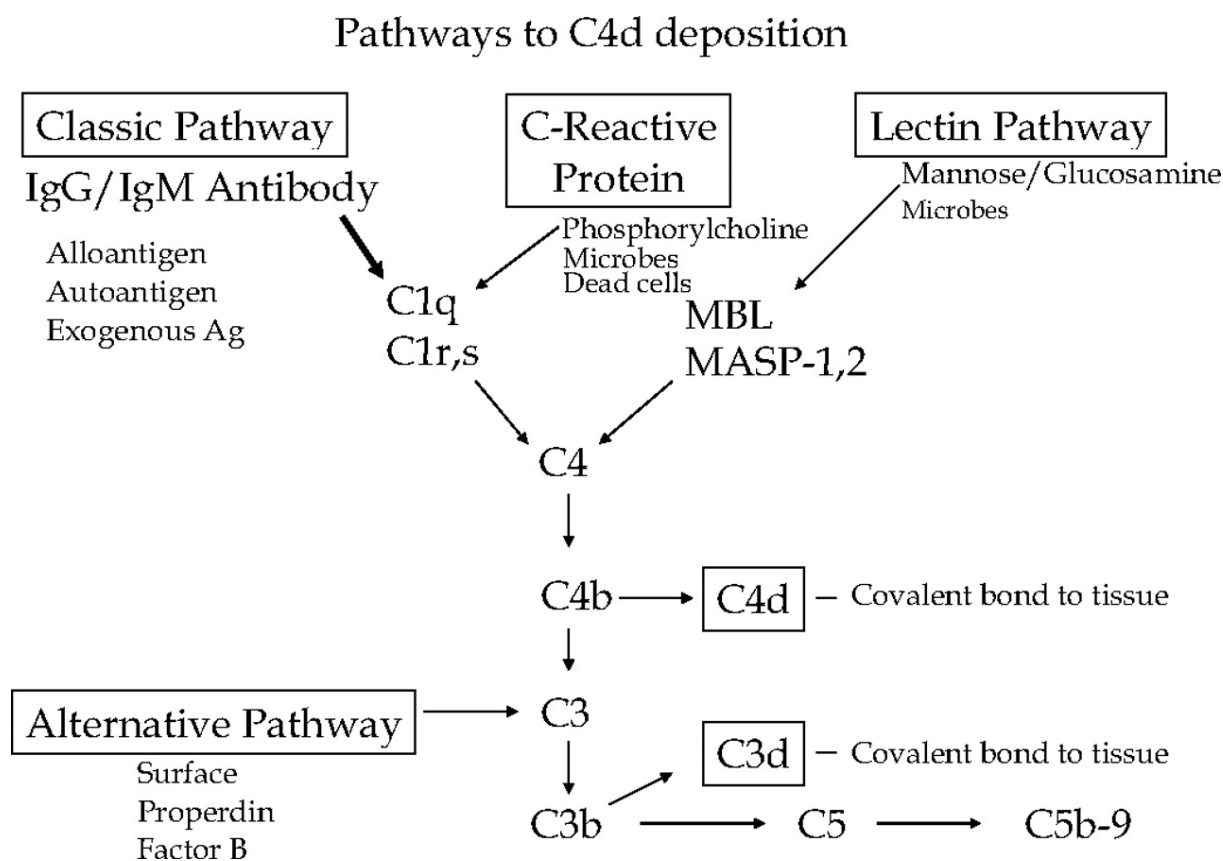 Pathways to C4d deposition
Classic Pathway
IgG/IgM Antibody
Alloantigen
Autoantigen
Exogenous Ag
C-Reactive
Protein
Phosphorylcholine
Microbes
Dead cells
Lectin Pathway
Mannose/Glucosamine
Microbes
C1q
C1r,s
MBL
MASP-1,2
C4
C4b
C4d
– Covalent bond to tissue
Alternative Pathway
Surface
Properdin
Factor B
C3
C3d
– Covalent bond to tissue
C3b
C5
C5b-9